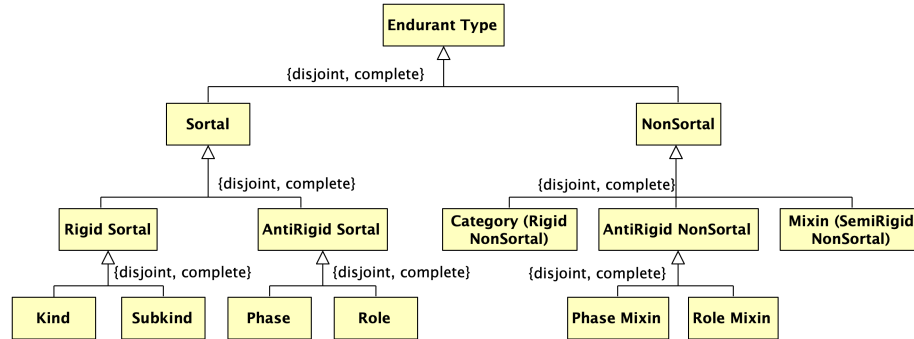 Endurant Type
{disjoint, complete}
Sortal
NonSortal
{disjoint, complete}
{disjoint, complete}
Rigid Sortal
AntiRigid Sortal
Category (Rigid
NonSortal)
AntiRigid NonSortal
Mixin (SemiRigid
NonSortal)
{disjoint, complete}
{disjoint, complete}
{disjoint, complete}
Kind
Subkind
Phase
Role
Phase Mixin
Role Mixin